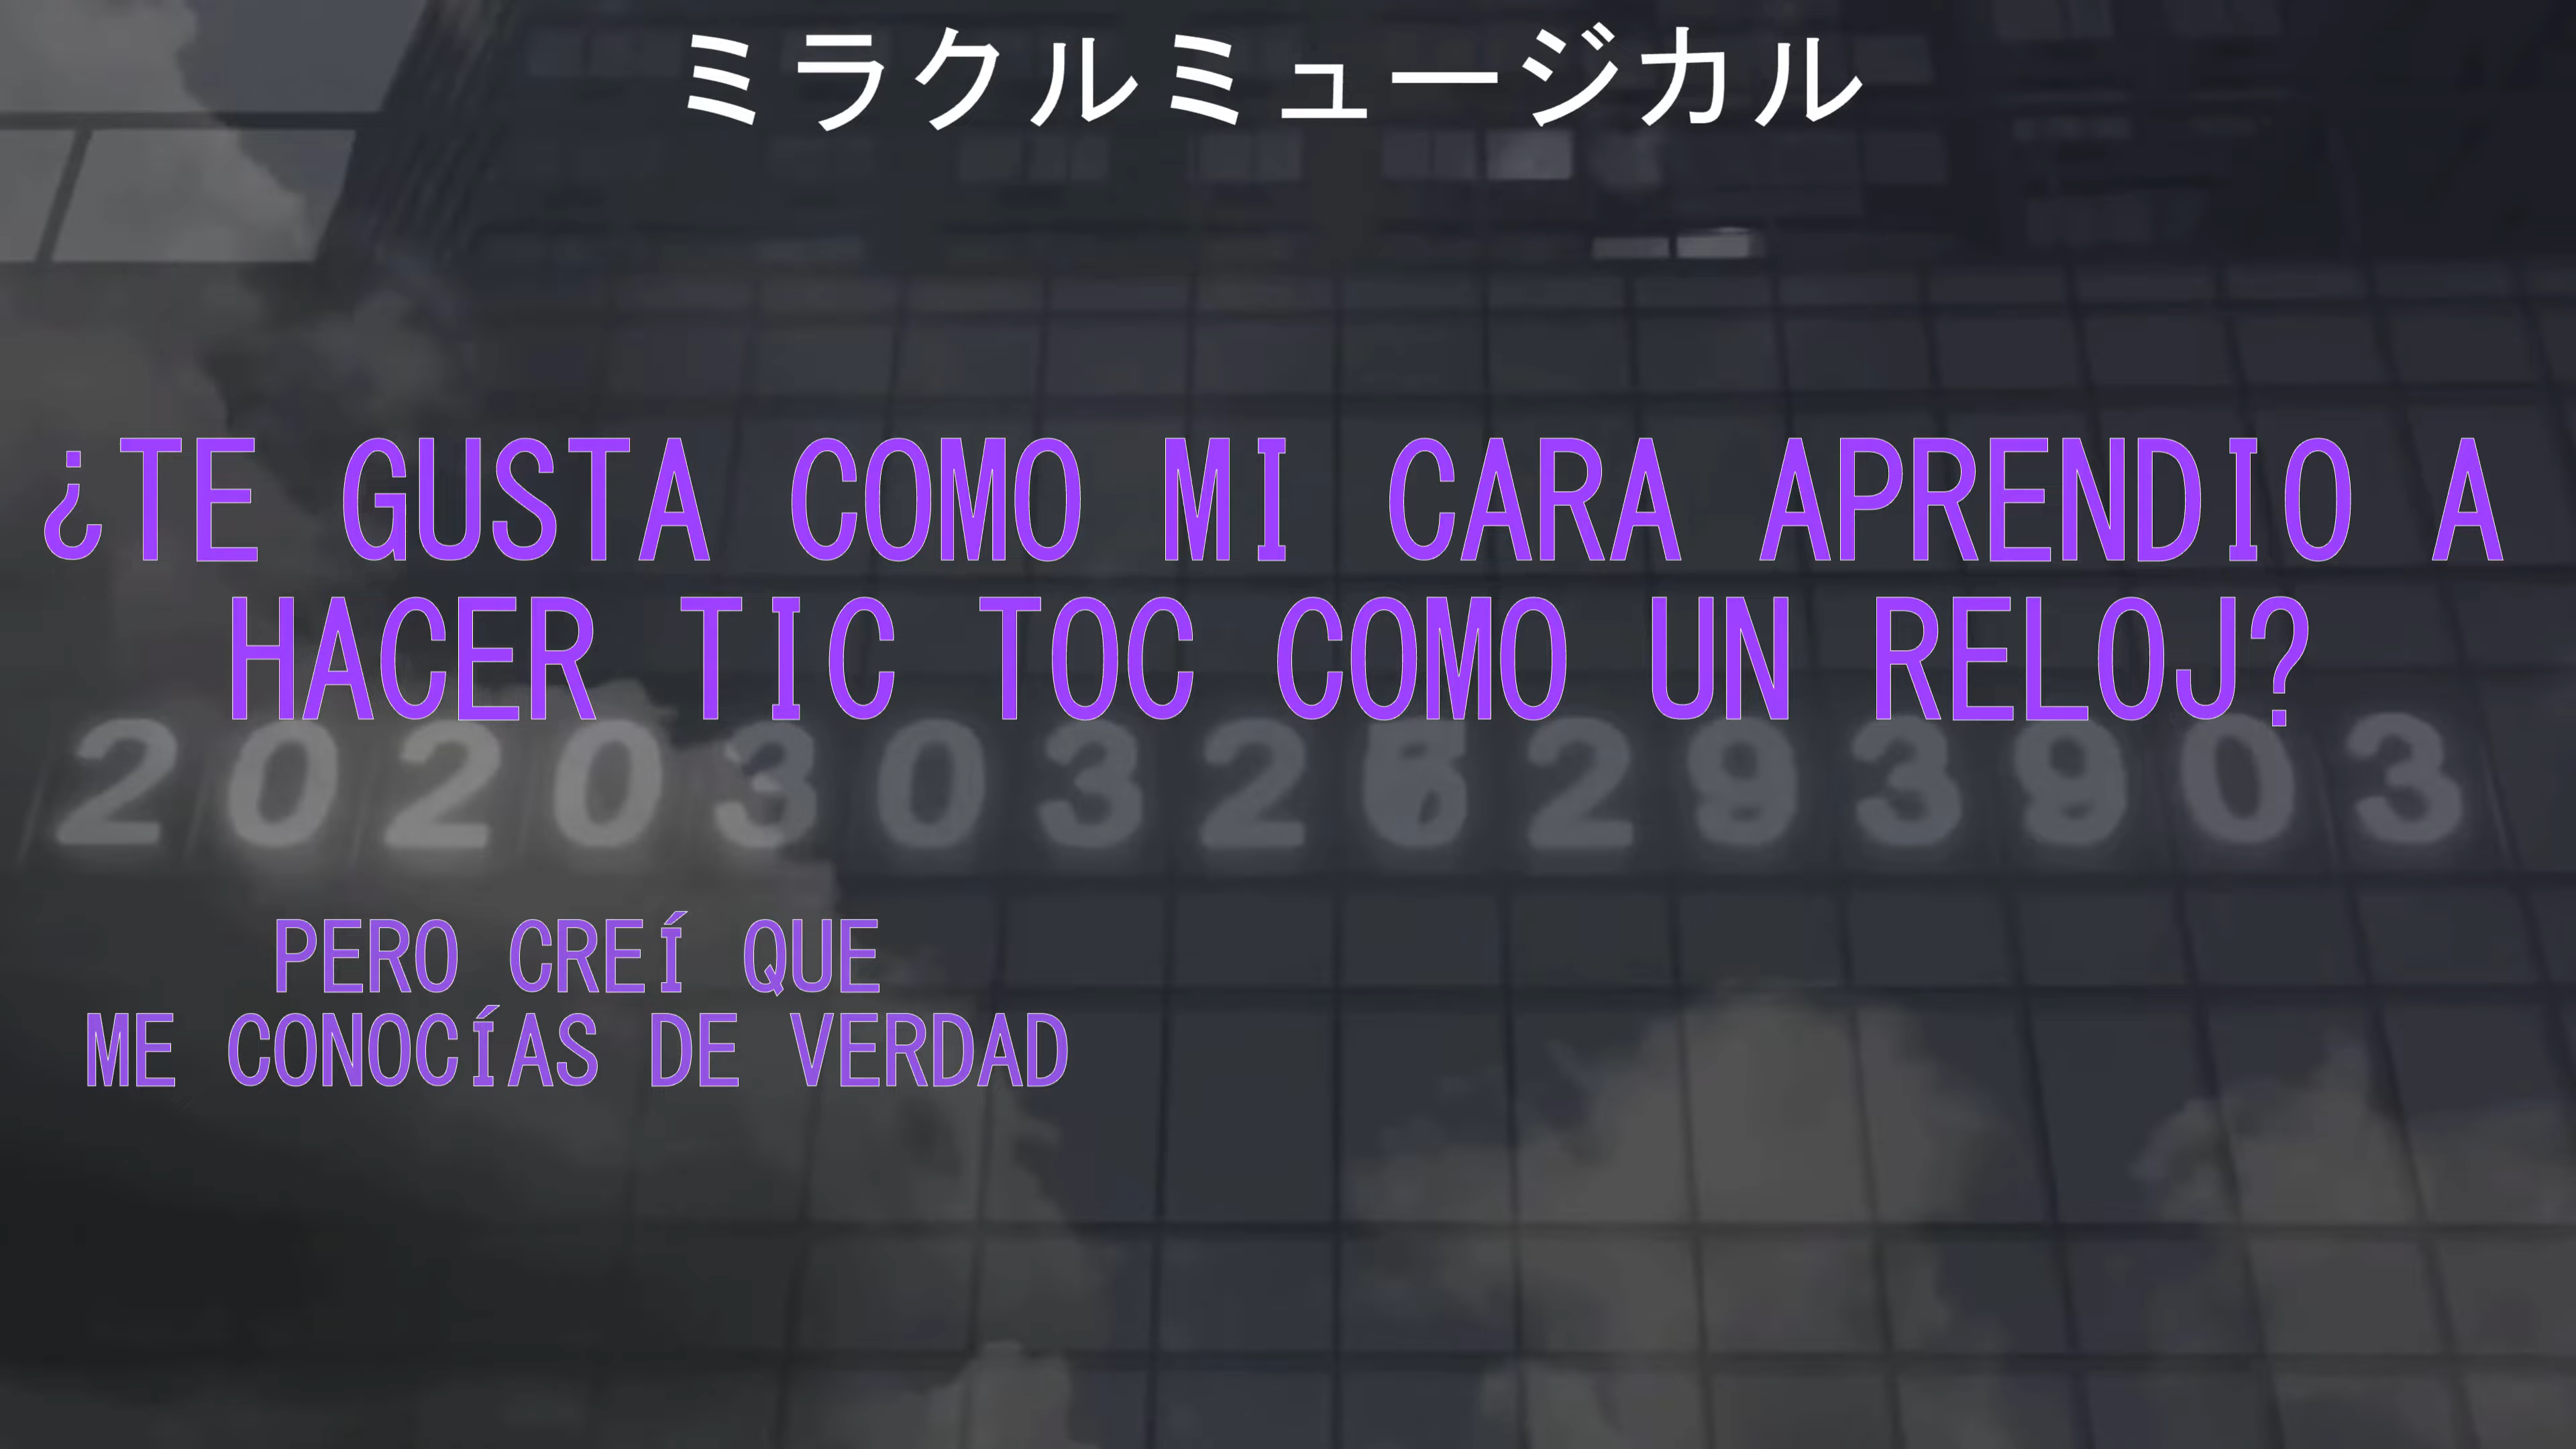 ミラクルミュージカル
¿TE GUSTA COMO MI CARA APRENDIO A
HACER TIC TOC COMO UN RELOJ?
PERO CREÍ QUE
ME CONOCÍAS DE VERDAD